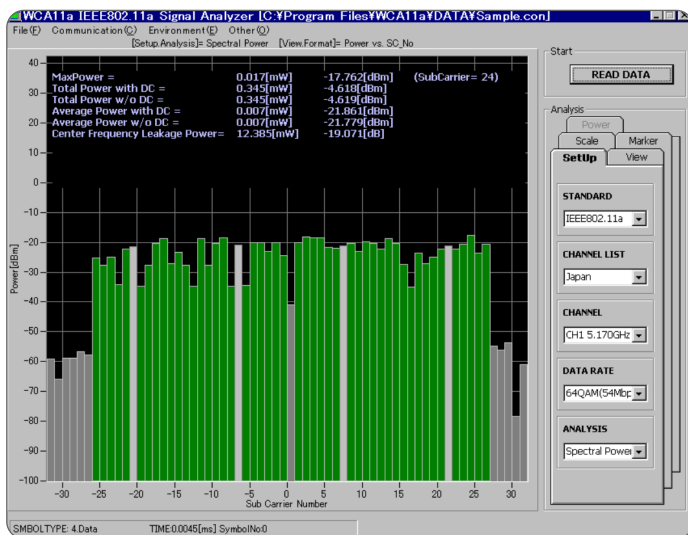 WCA11a IEEE802.11a Signal Analyzer [C:¥Program Files¥WCA11a¥DATA¥Sample.con]
File(F) Communication(C) Environment(E) Other(O)
[Setup.Analysis]= Spectral Power [View.Format]= Power vs. SC_No
MaxPower = 0.017[mW] -17.762[dBm] (SubCarrier= 24)
Total Power with DC = 0.345[mW] -4.618[dBm]
Total Power w/o DC = 0.345[mW] -4.619[dBm]
Average Power with DC = 0.007[mW] -21.861[dBm]
Average Power w/o DC = 0.007[mW] -21.779[dBm]
Center Frequency Leakage Power= 12.385[mW] -19.071[dB]
Power[dBm]
40
30
20
10
0
-10
-20
-30
-40
-50
-60
-70
-80
-90
-100
-30 -25 -20 -15 -10 -5 0 5 10 15 20 25 30
Sub Carrier Number
Start
READ DATA
Analysis
Power
Scale Marker
SetUp View
STANDARD
IEEE802.11a
CHANNEL LIST
Japan
CHANNEL
CH1 5.170GHz
DATA RATE
64QAM(54Mbp
ANALYSIS
Spectral Power
SMBOLTYPE: 4.Data TIME:0.0045[ms] SymbolNo:0